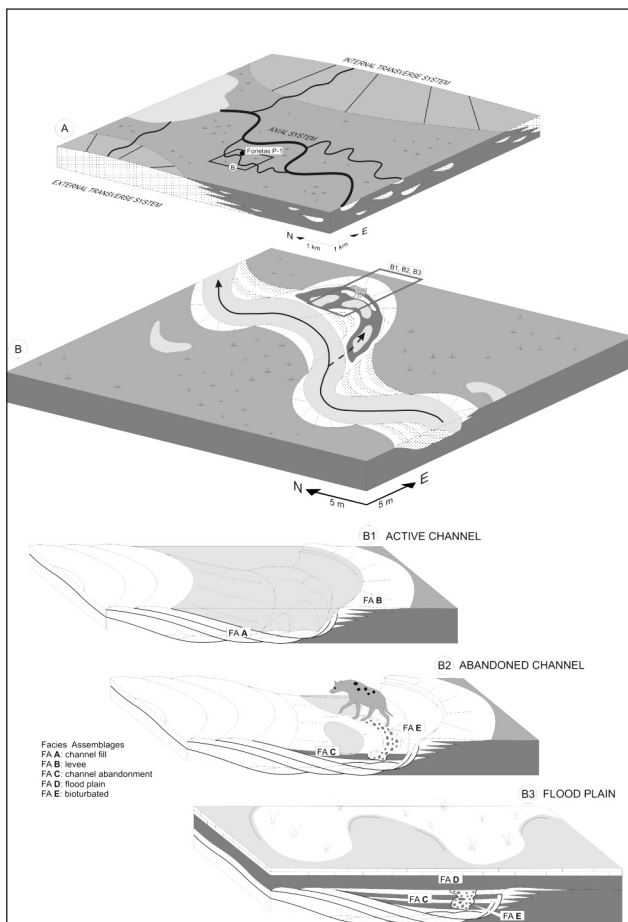 INTERNAL TRANSVERSE SYSTEM
A
AXIAL SYSTEM
Fonelas P-1
B
EXTERNAL TRANSVERSE SYSTEM
N E
1 km 1 km
B1, B2, B3
B
N E
5 m 5 m
B1 ACTIVE CHANNEL
FA B
FA A
B2 ABANDONED CHANNEL
FA E
FA C
Facies Assemblages
FA A: channel fill
FA B: levee
FA C: channel abandonment
FA D: flood plain
FA E: bioturbated
B3 FLOOD PLAIN
FA D
FA C
FA E